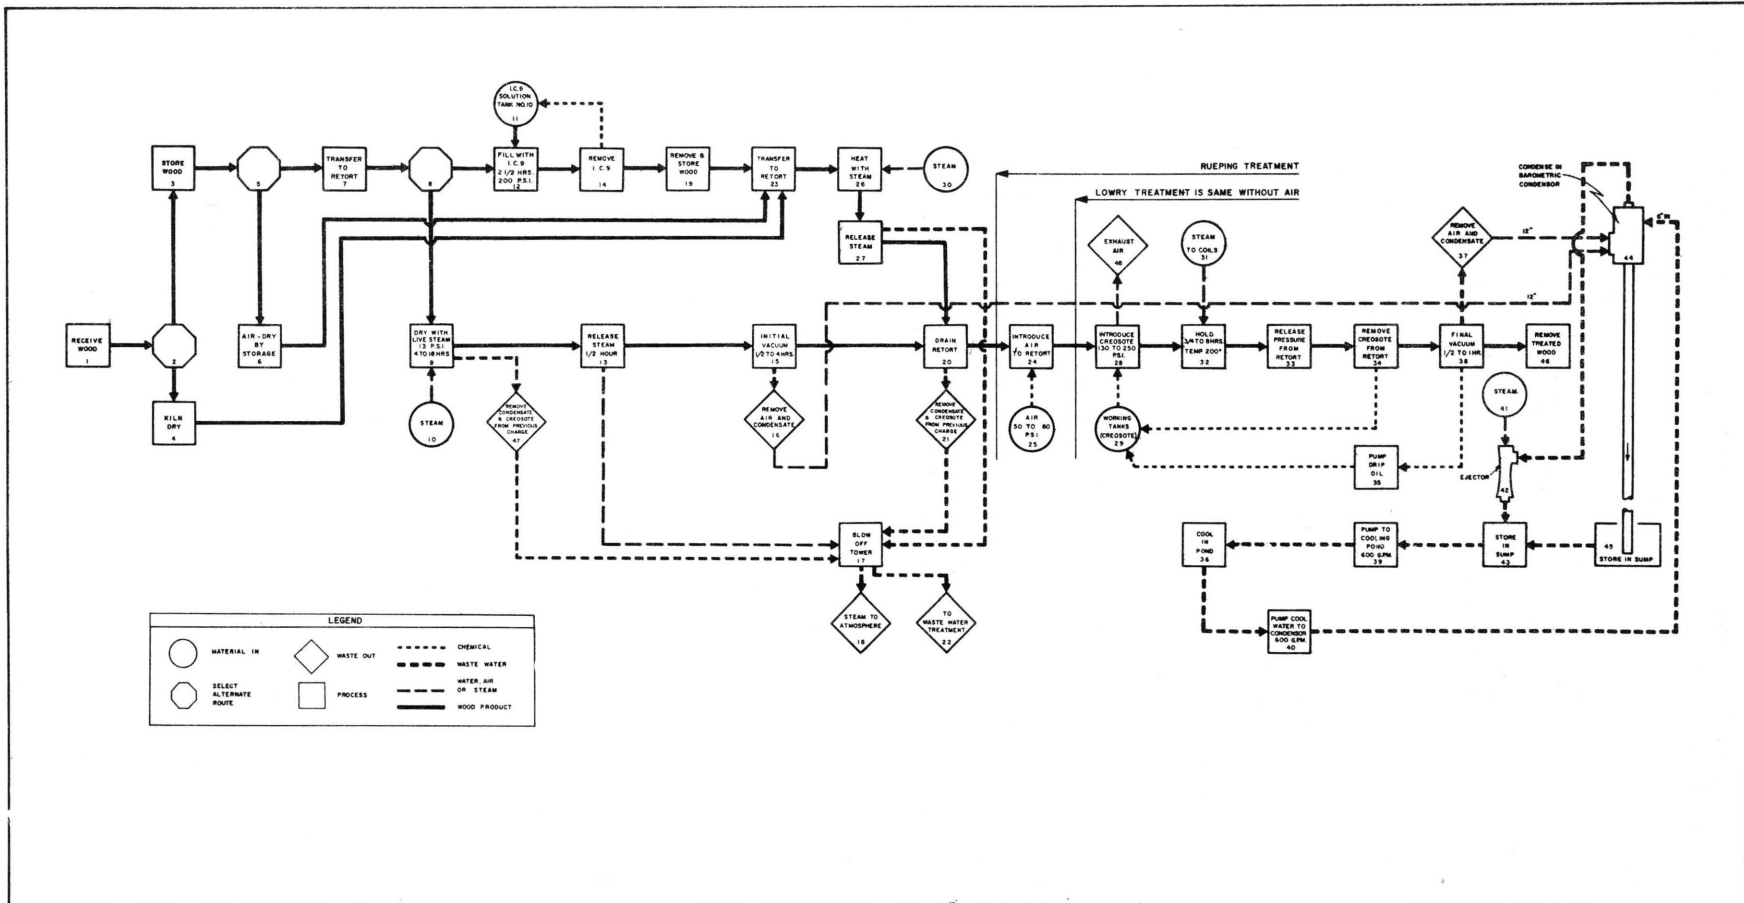 I.C.9
SOLUTION
TANK NO.10
11
STORE
WOOD
3
5
TRANSFER
TO
RETORT
7
8
FILL WITH
I.C.9
2 1/2 HRS.
200 P.S.I.
12
REMOVE
I.C.9
14
REMOVE &
STORE
WOOD
19
TRANSFER
TO
RETORT
23
HEAT
WITH
STEAM
26
STEAM
30
RELEASE
STEAM
27
RUEPING TREATMENT
LOWRY TREATMENT IS SAME WITHOUT AIR
EXHAUST
AIR
48
STEAM
TO COILS
31
REMOVE
AIR AND
CONDENSATE
37
12"
CONDENSE IN
BAROMETRIC
CONDENSOR
44
12"
RECEIVE
WOOD
1
2
AIR-DRY
BY
STORAGE
6
KILN
DRY
4
DRY WITH
LIVE STEAM
13 P.S.I.
4 TO 18 HRS
9
RELEASE
STEAM
1/2 HOUR
13
INITIAL
VACUUM
1/2 TO 4 HRS.
15
DRAIN
RETORT
20
INTRODUCE
AIR
TO RETORT
24
INTRODUCE
CREOSOTE
130 TO 250
P.S.I.
28
HOLD
3/4 TO 8HRS.
TEMP 200°
32
RELEASE
PRESSURE
FROM
RETORT
33
REMOVE
CREOSOTE
FROM
RETORT
34
FINAL
VACUUM
1/2 TO 1HR.
38
REMOVE
TREATED
WOOD
46
STEAM
10
REMOVE
CONDENSATE
& CREOSOTE
FROM PREVIOUS
CHARGE
47
REMOVE
AIR AND
CONDENSATE
16
REMOVE
CONDENSATE
& CREOSOTE
FROM PREVIOUS
CHARGE
21
AIR
50 TO 80
P.S.I.
25
WORKING
TANKS
(CREOSOTE)
29
PUMP
DRIP
OIL
35
STEAM
41
EJECTOR
42
BLOW
OFF
TOWER
17
STEAM TO
ATMOSPHERE
18
TO
WASTE WATER
TREATMENT
22
COOL
IN
POND
36
PUMP TO
COOLING
POND
600 G.P.M.
39
STORE
IN
SUMP
43
45
STORE IN SUMP
PUMP COOL
WATER TO
CONDENSOR
600 G.P.M.
40
LEGEND
MATERIAL IN
WASTE OUT
CHEMICAL
WASTE WATER
SELECT
ALTERNATE
ROUTE
PROCESS
WATER, AIR
OR STEAM
WOOD PRODUCT